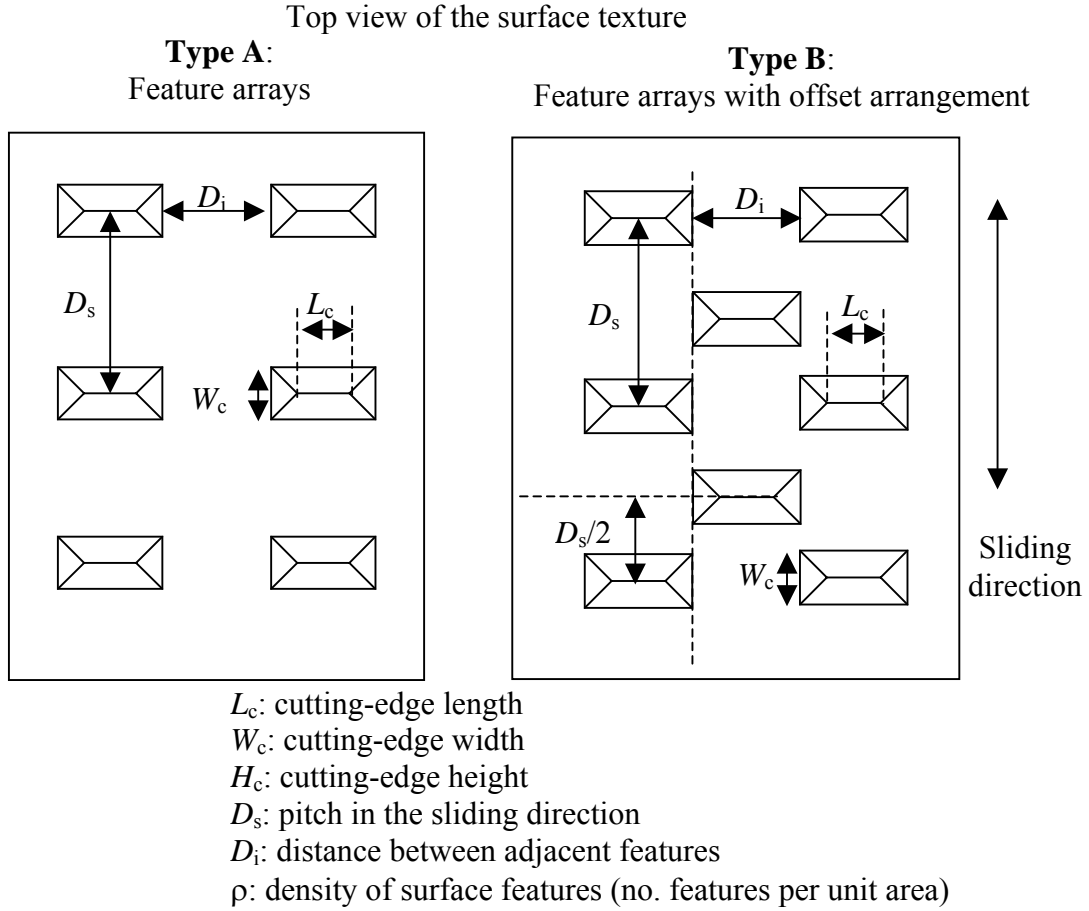 Top view of the surface texture
Type A:
Feature arrays
Type B:
Feature arrays with offset arrangement
Di
Ds
Lc
Wc
Di
Ds
Lc
Ds/2
Wc
Sliding
direction
Lc: cutting-edge length
Wc: cutting-edge width
Hc: cutting-edge height
Ds: pitch in the sliding direction
Di: distance between adjacent features
ρ: density of surface features (no. features per unit area)